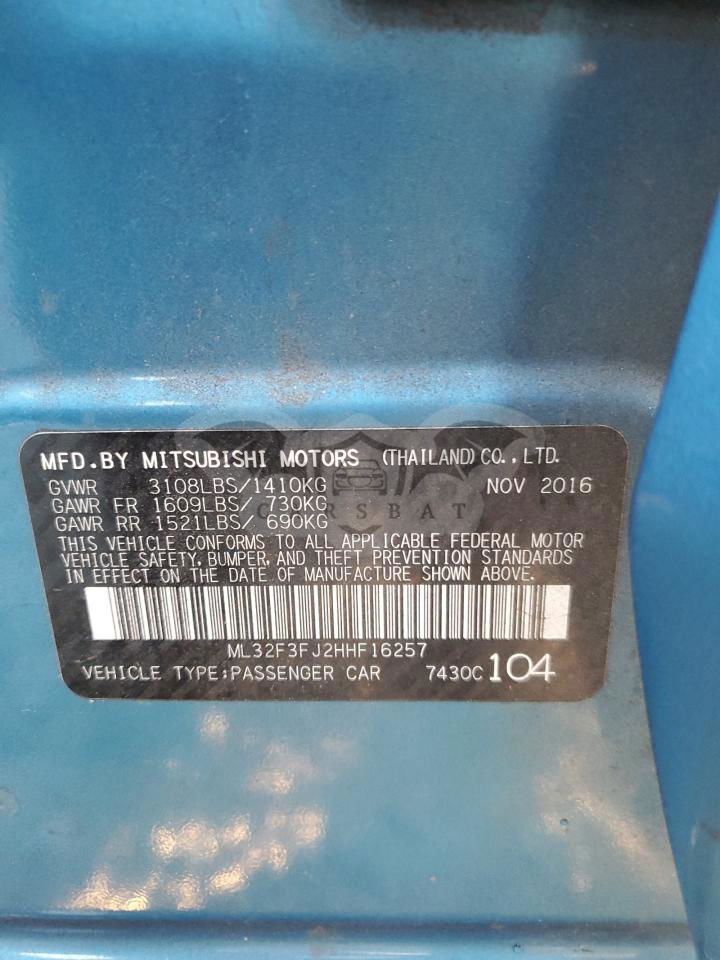 MFD.BY MITSUBISHI MOTORS (THAILAND)CO.,LTD.
GVWR 3108LBS/1410KG NOV 2016
GAWR FR 1609LBS/ 730KG
GAWR RR 1521LBS/ 690KG
CARSBAT
THIS VEHICLE CONFORMS TO ALL APPLICABLE FEDERAL MOTOR
VEHICLE SAFETY, BUMPER, AND THEFT PREVENTION STANDARDS
IN EFFECT ON THE DATE OF MANUFACTURE SHOWN ABOVE.
ML32F3FJ2HHF16257
VEHICLE TYPE:PASSENGER CAR 7430C 104